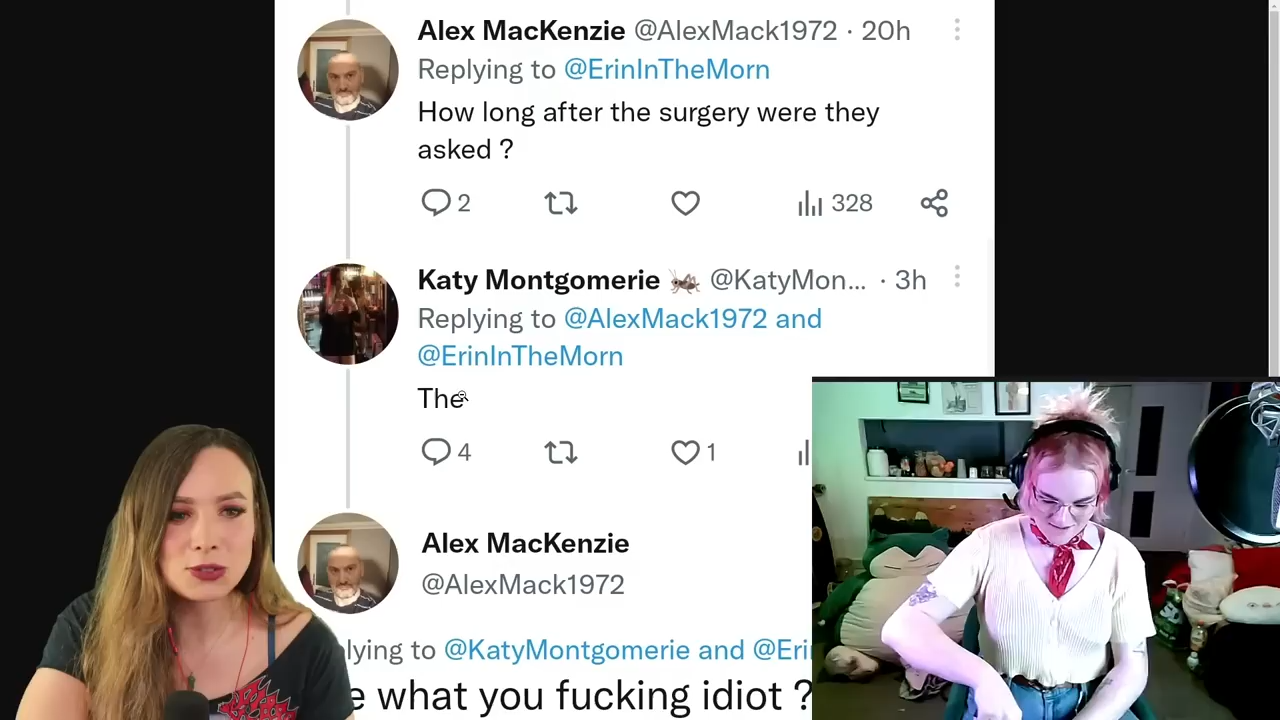 Alex MacKenzie @AlexMack1972 · 20h
Replying to @ErinInTheMorn
How long after the surgery were they
asked ?
2
328
Katy Montgomerie 🦗 @KatyMon... · 3h
Replying to @AlexMack1972 and
@ErinInTheMorn
The
4
1
Alex MacKenzie
@AlexMack1972
lying to @KatyMontgomerie and @Eri
e what you fucking idiot ?